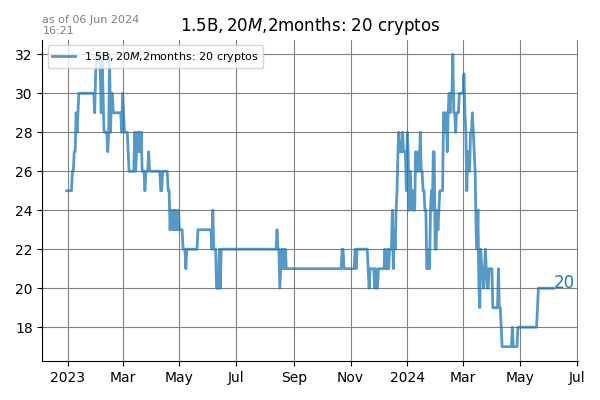 as of 06 Jun 2024
16:21
1.5B, 20M,2months: 20 cryptos
1.5B,20M,2months: 20 cryptos
32
30
28
26
24
22
20
18
20
2023 Mar May Jul Sep Nov 2024 Mar May Jul